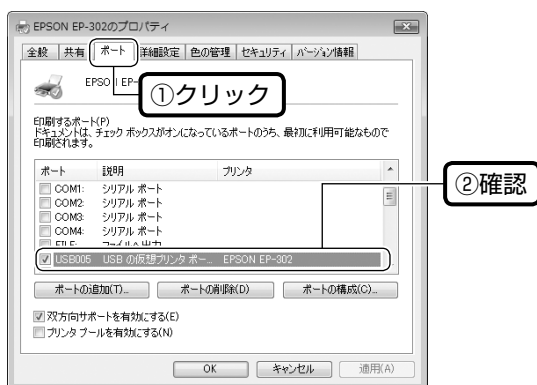 EPSON EP-302のプロパティ
全般 共有 ポート 詳細設定 色の管理 セキュリティ バージョン情報
①クリック
印刷するポート(P)
ドキュメントは、チェック ボックスがオンになっているポートのうち、最初に利用可能なもので
印刷されます。
ポート 説明 プリンタ
COM1: シリアル ポート
COM2: シリアル ポート
COM3: シリアル ポート
COM4: シリアル ポート
FILE: ファイルへ出力
USB005 USB の仮想プリンタ ポー... EPSON EP-302
②確認
ポートの追加(T)... ポートの削除(D) ポートの構成(C)...
双方向サポートを有効にする(E)
プリンタ プールを有効にする(N)
OK キャンセル 適用(A)